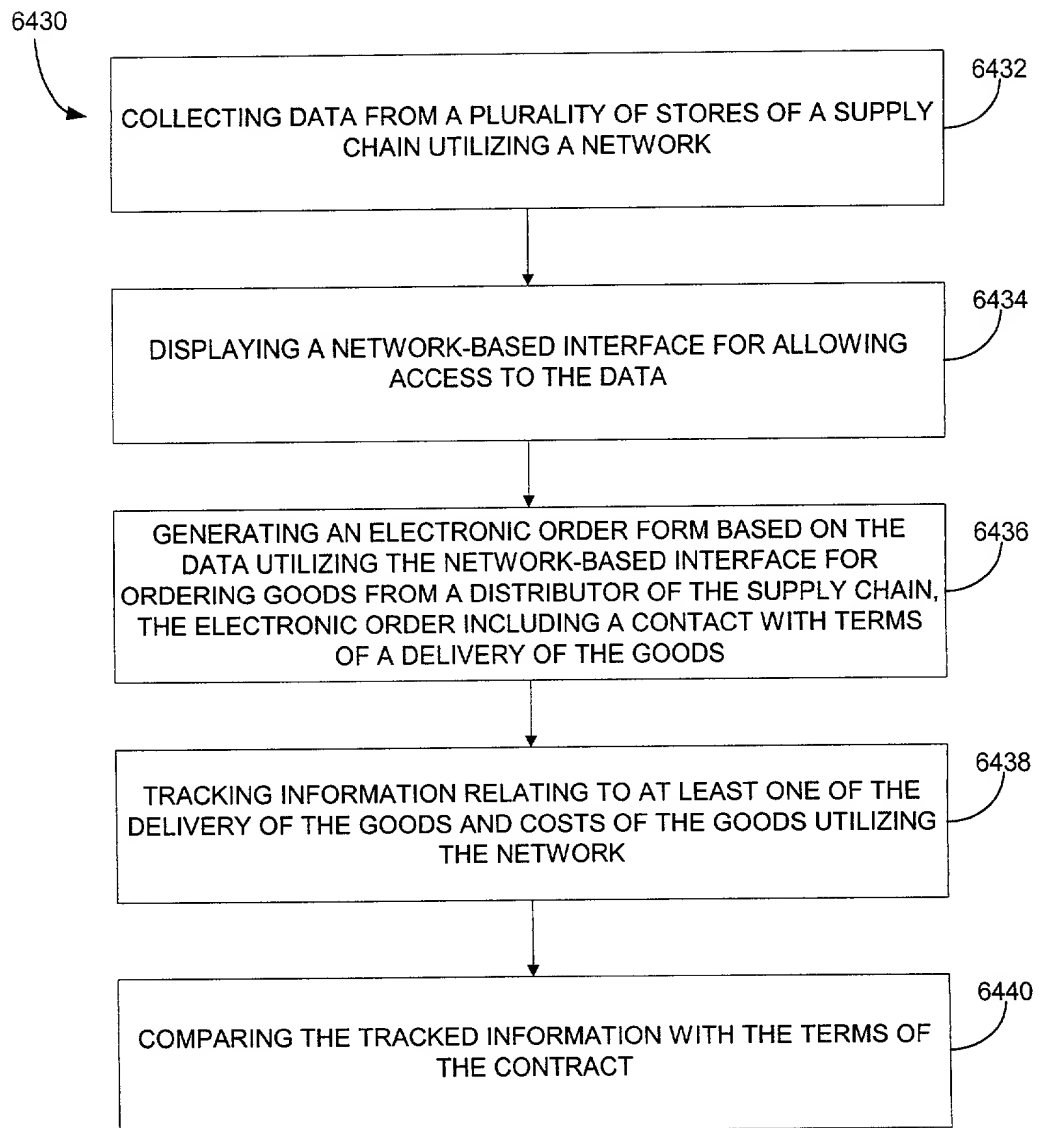 6430
6432
COLLECTING DATA FROM A PLURALITY OF STORES OF A SUPPLY
CHAIN UTILIZING A NETWORK
6434
DISPLAYING A NETWORK-BASED INTERFACE FOR ALLOWING
ACCESS TO THE DATA
6436
GENERATING AN ELECTRONIC ORDER FORM BASED ON THE
DATA UTILIZING THE NETWORK-BASED INTERFACE FOR
ORDERING GOODS FROM A DISTRIBUTOR OF THE SUPPLY CHAIN,
THE ELECTRONIC ORDER INCLUDING A CONTACT WITH TERMS
OF A DELIVERY OF THE GOODS
6438
TRACKING INFORMATION RELATING TO AT LEAST ONE OF THE
DELIVERY OF THE GOODS AND COSTS OF THE GOODS UTILIZING
THE NETWORK
6440
COMPARING THE TRACKED INFORMATION WITH THE TERMS OF
THE CONTRACT